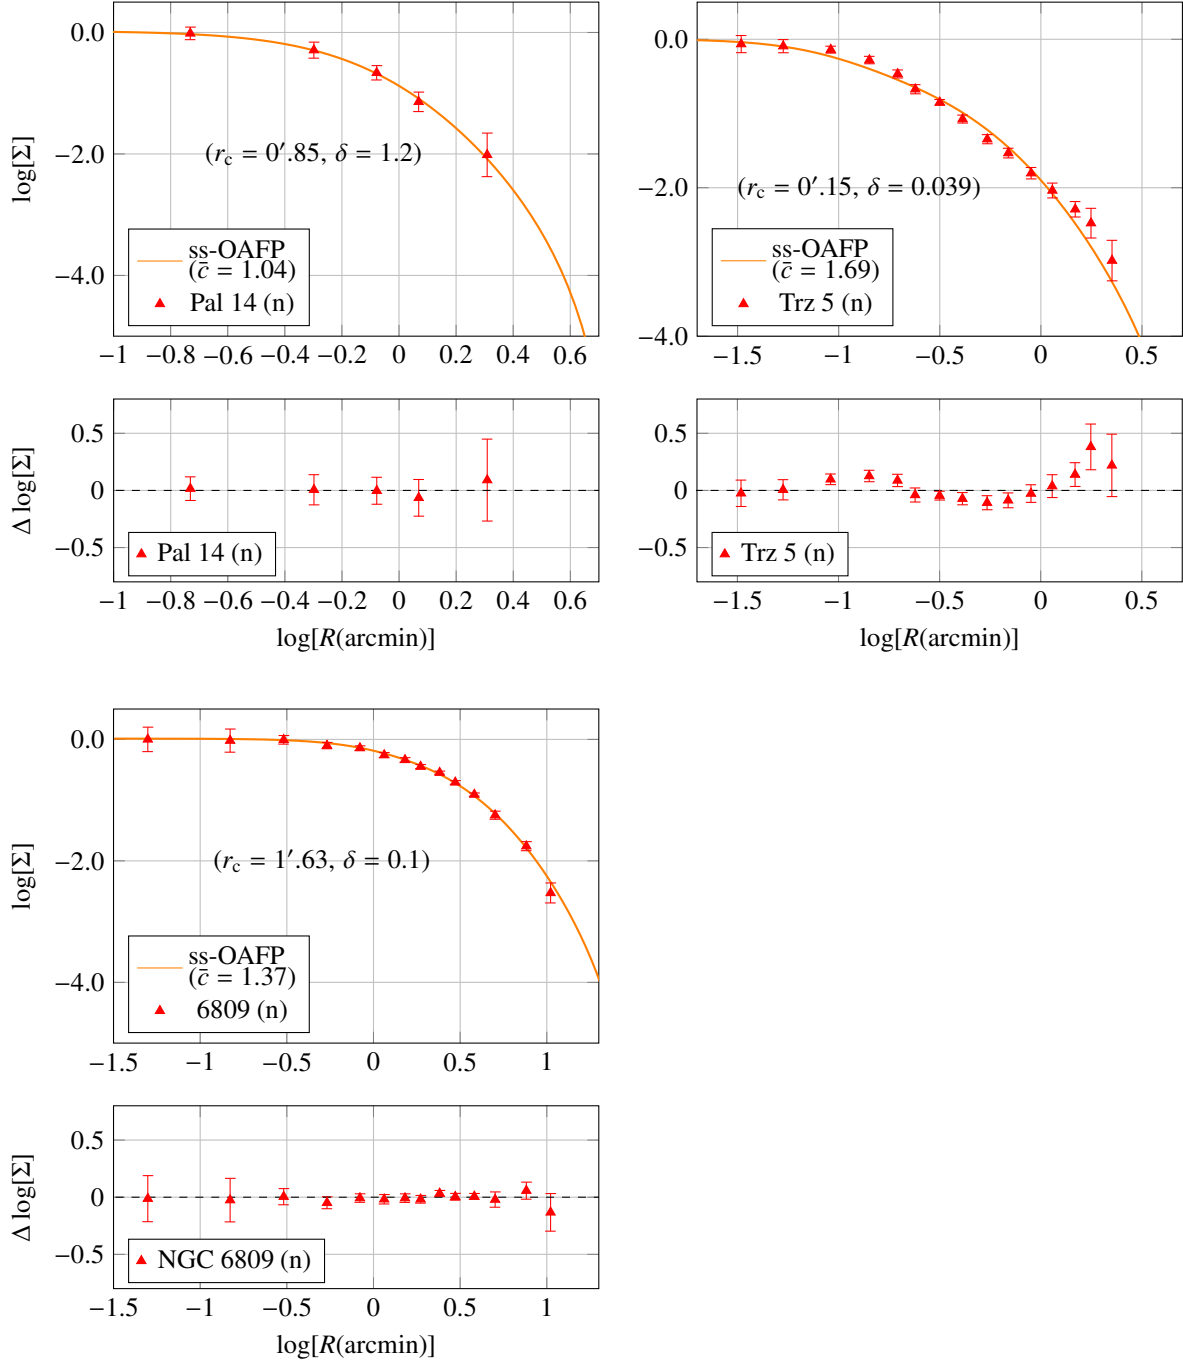 0.0
−2.0
−4.0
log[Σ]
(r_c = 0′.85, δ = 1.2)
ss-OAFP
(c̄ = 1.04)
Pal 14 (n)
−1 −0.8 −0.6 −0.4 −0.2 0 0.2 0.4 0.6
0.0
−2.0
−4.0
(r_c = 0′.15, δ = 0.039)
ss-OAFP
(c̄ = 1.69)
Trz 5 (n)
−1.5 −1 −0.5 0 0.5
0.5
0
−0.5
Δ log[Σ]
Pal 14 (n)
−1 −0.8 −0.6 −0.4 −0.2 0 0.2 0.4 0.6
log[R(arcmin)]
0.5
0
−0.5
Trz 5 (n)
−1.5 −1 −0.5 0 0.5
log[R(arcmin)]
0.0
−2.0
−4.0
log[Σ]
(r_c = 1′.63, δ = 0.1)
ss-OAFP
(c̄ = 1.37)
6809 (n)
−1.5 −1 −0.5 0 0.5 1
0.5
0
−0.5
Δ log[Σ]
NGC 6809 (n)
−1.5 −1 −0.5 0 0.5 1
log[R(arcmin)]